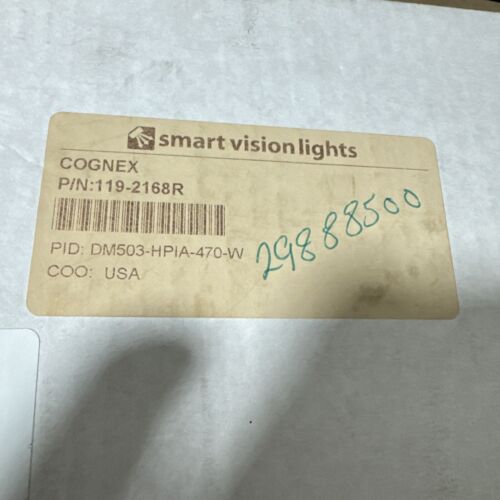 smart vision lights
COGNEX
P/N:119-2168R
PID: DM503-HPIA-470-W
COO: USA
29888500